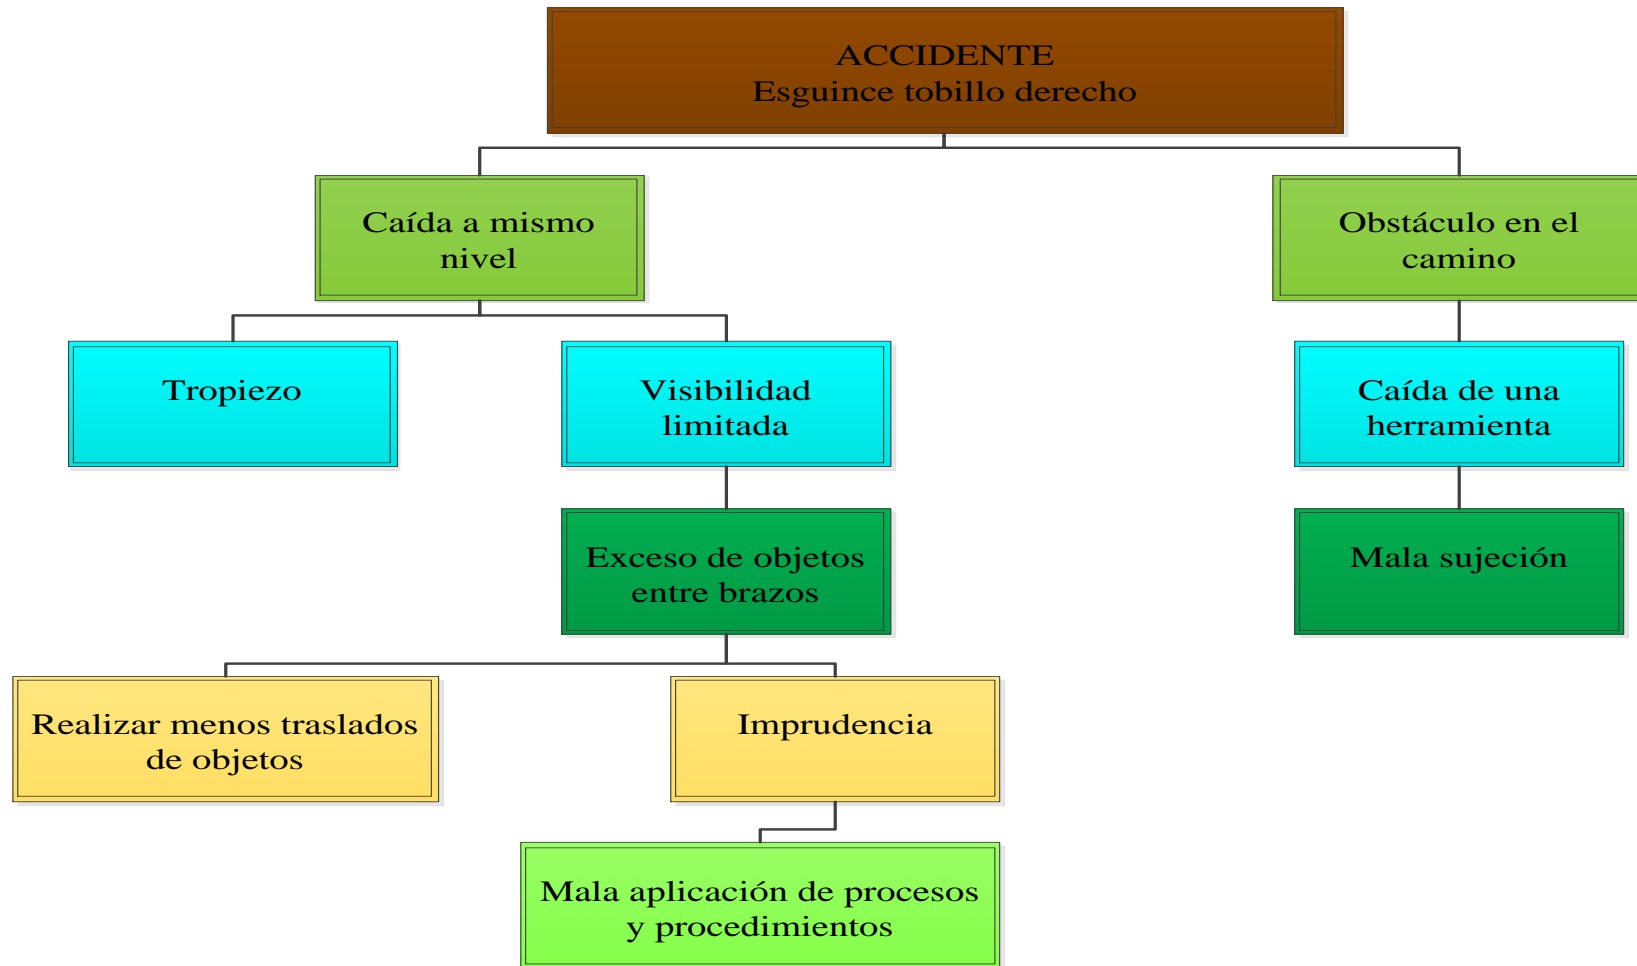 ACCIDENTE
Esguince tobillo derecho
Caída a mismo
nivel
Obstáculo en el
camino
Tropiezo
Visibilidad
limitada
Caída de una
herramienta
Exceso de objetos
entre brazos
Mala sujeción
Realizar menos traslados
de objetos
Imprudencia
Mala aplicación de procesos
y procedimientos